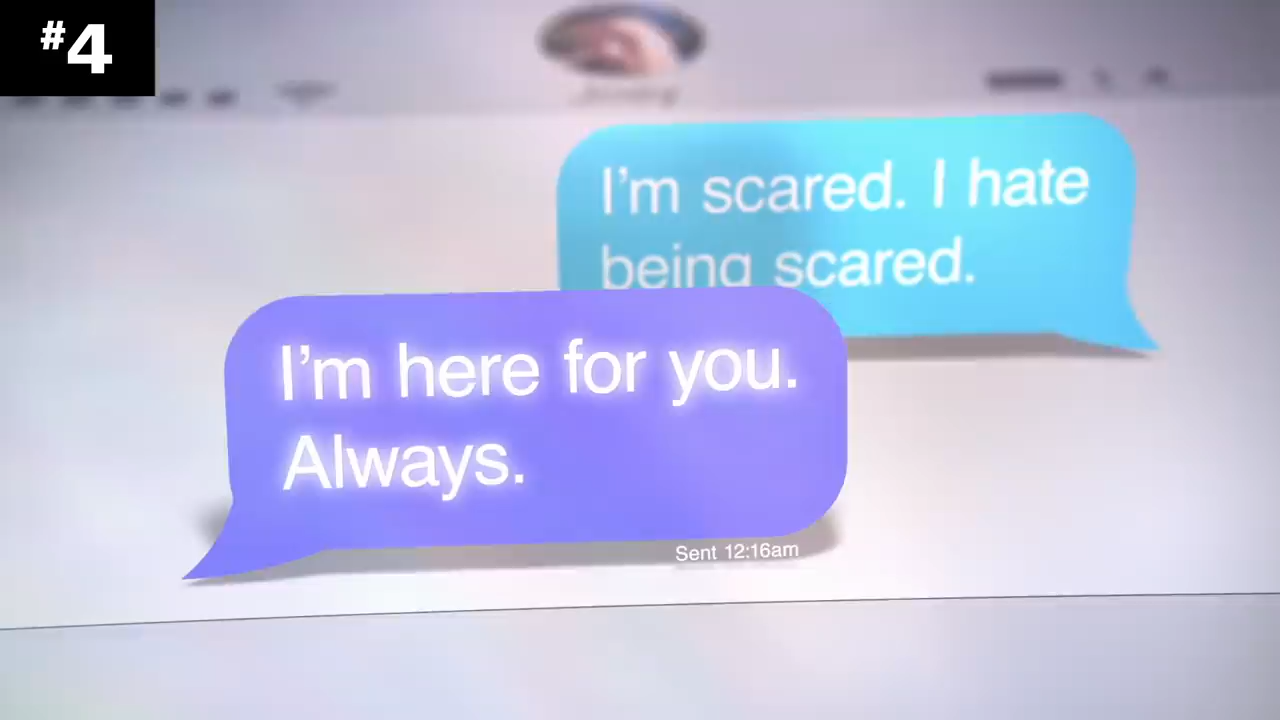 #4
I'm scared. I hate
being scared.
I'm here for you.
Always.
Sent 12:16am